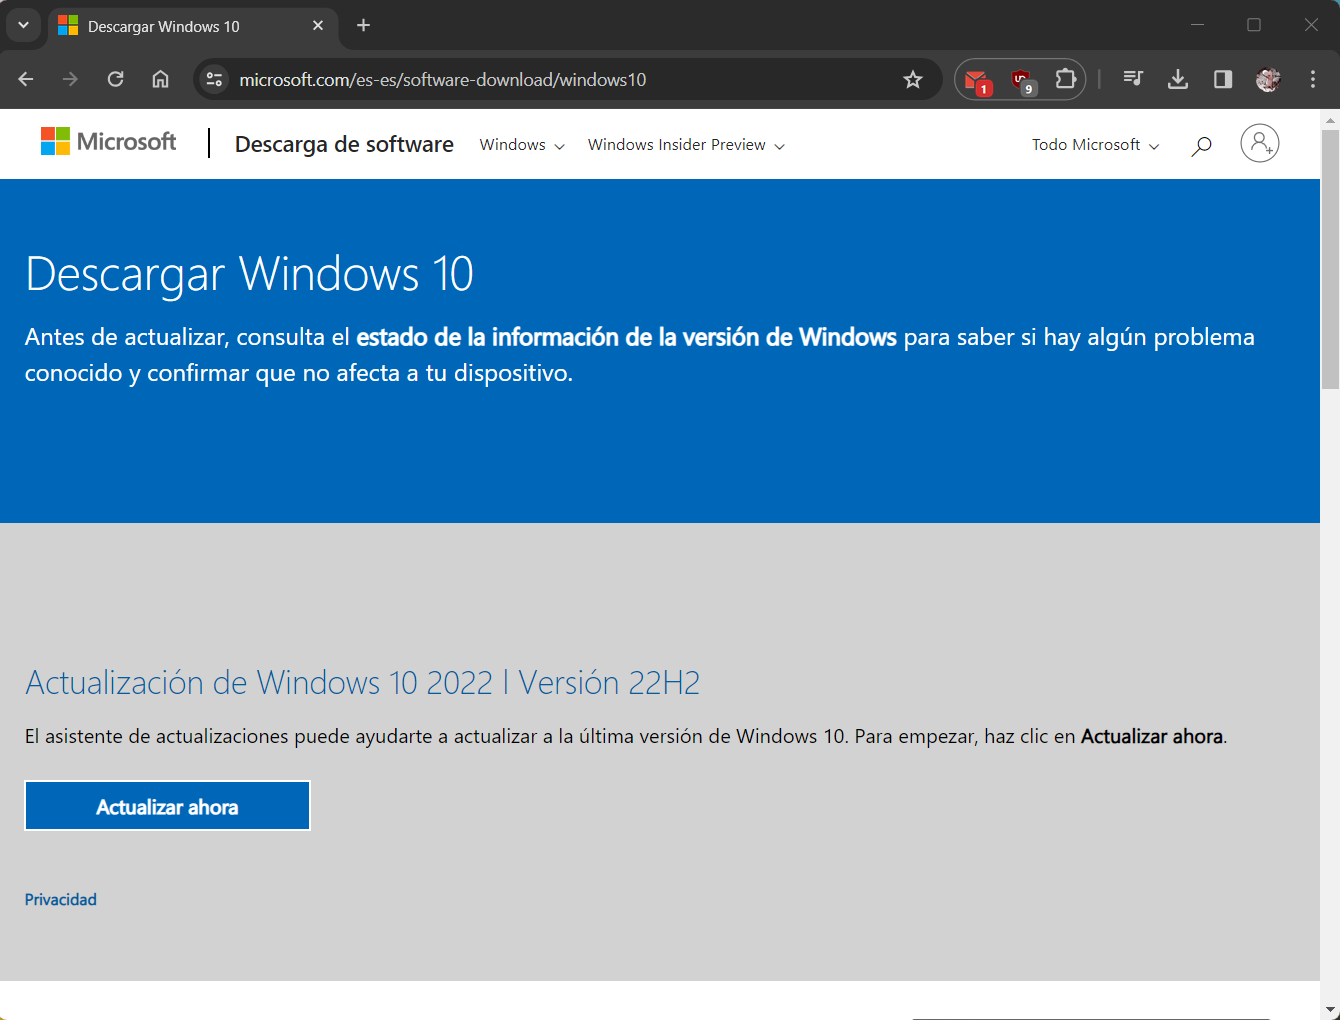 Descargar Windows 10
microsoft.com/es-es/software-download/windows10
1
9
Microsoft
Descarga de software
Windows
Windows Insider Preview
Todo Microsoft
Descargar Windows 10
Antes de actualizar, consulta el estado de la información de la versión de Windows para saber si hay algún problema
conocido y confirmar que no afecta a tu dispositivo.
Actualización de Windows 10 2022 l Versión 22H2
El asistente de actualizaciones puede ayudarte a actualizar a la última versión de Windows 10. Para empezar, haz clic en Actualizar ahora.
Actualizar ahora
Privacidad